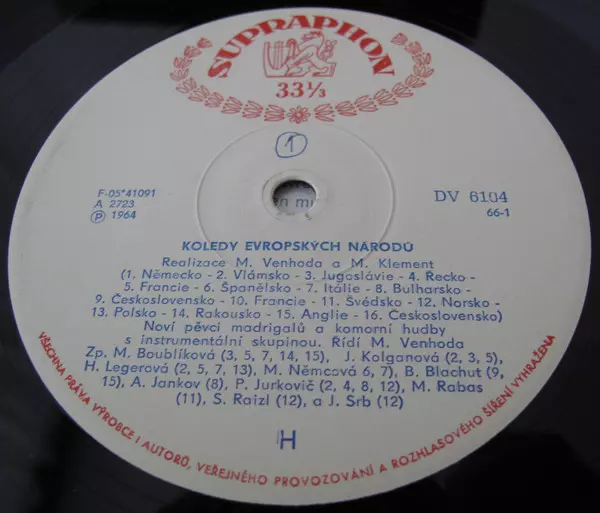 SUPRAPHON
33⅓
1
F-05*41091
A 2723
Ⓟ 1964
DV 6104
66-1
KOLEDY EVROPSKÝCH NÁRODŮ
Realizace M. Venhoda a M. Klement
(1. Německo - 2. Vlámsko - 3. Jugoslávie - 4. Řecko -
5. Francie - 6. Španělsko - 7. Itálie - 8. Bulharsko -
9. Československo - 10. Francie - 11. Švédsko - 12. Norsko -
13. Polsko - 14. Rakousko - 15. Anglie - 16. Československo)
Noví pěvci madrigalů a komorní hudby
s instrumentální skupinou. Řídí M. Venhoda
Zp. M. Boublíková (3, 5, 7, 14, 15), J. Kolganová (2, 3, 5),
H. Legerová (2, 5, 7, 13), M. Němcová 6, 7), B. Blachut (9,
15), A. Jankov (8), P. Jurkovič (2, 4, 8, 12), M. Rabas
(11), S. Raizl (12), a J. Srb (12)
H
VŠECHNA PRÁVA VÝROBCE I AUTORŮ, VEŘEJNÉHO PROVOZOVÁNÍ A ROZHLASOVÉHO ŠÍŘENÍ VYHRAŽENA